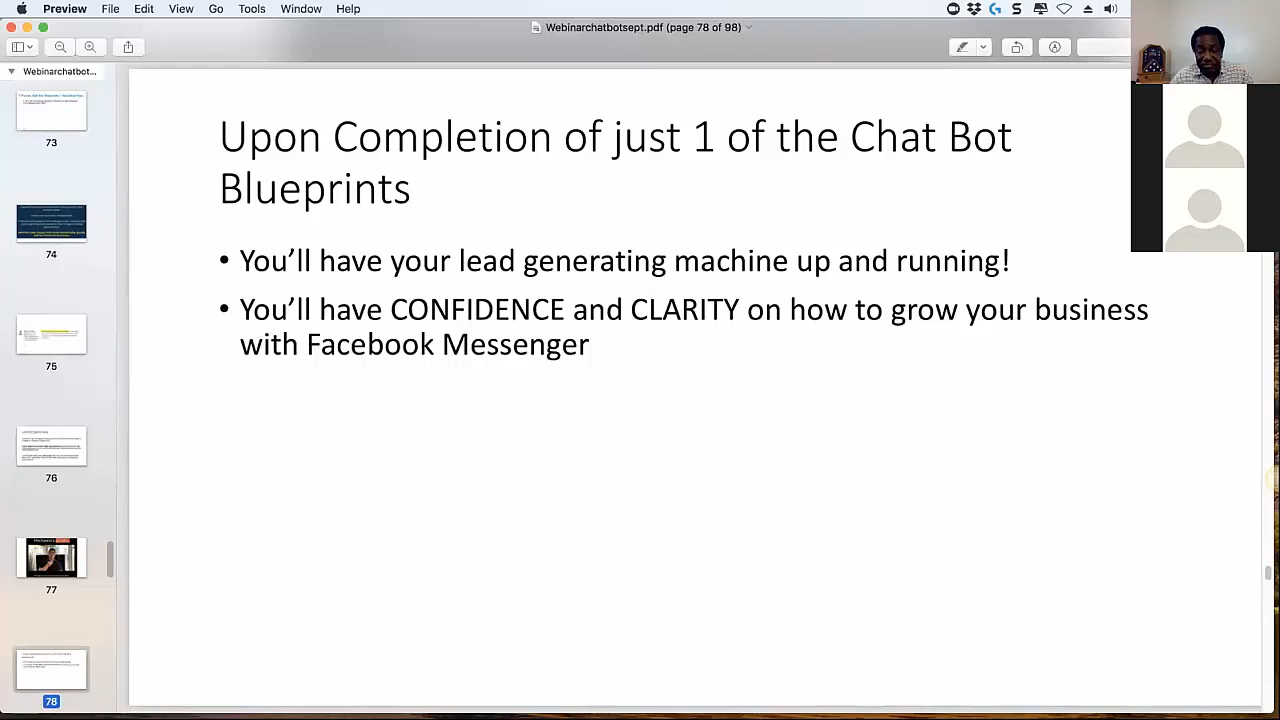 Preview File Edit View Go Tools Window Help
Webinarchatbotsept.pdf (page 78 of 98)
Webinarchatbot...
73
74
75
76
77
78
Upon Completion of just 1 of the Chat Bot
Blueprints
• You’ll have your lead generating machine up and running!
• You’ll have CONFIDENCE and CLARITY on how to grow your business
with Facebook Messenger